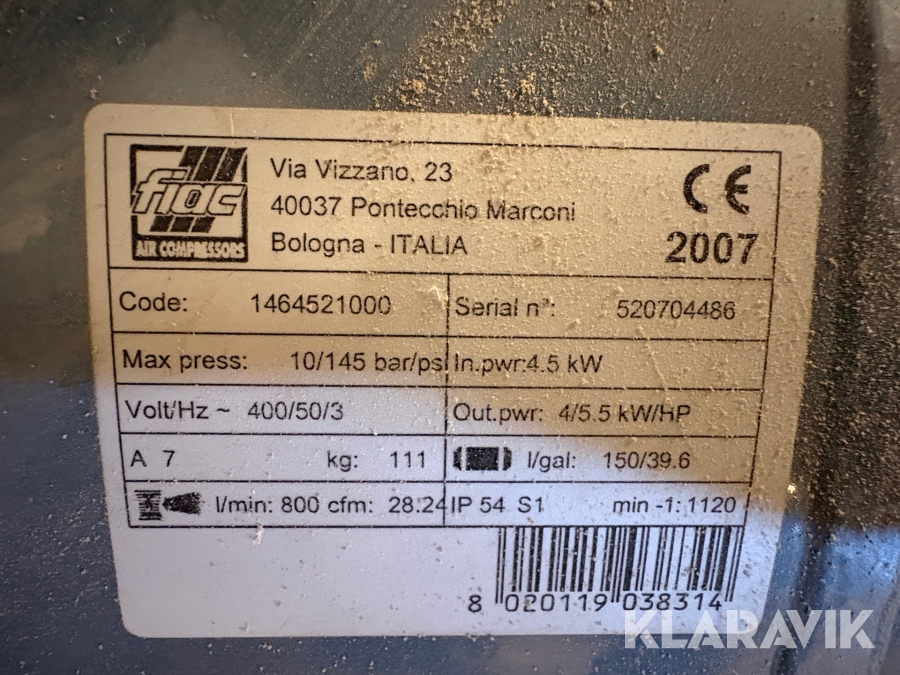 fiac
AIR COMPRESSORS
Via Vizzano, 23
40037 Pontecchio Marconi
Bologna - ITALIA
CE
2007
Code: 1464521000 Serial n°: 520704486
Max press: 10/145 bar/psi In.pwr:4.5 kW
Volt/Hz ~ 400/50/3 Out.pwr: 4/5.5 kW/HP
A 7 kg: 111 l/gal: 150/39.6
l/min: 800 cfm: 28.24 IP 54 S1 min -1: 1120
8 020119 038314
KLARAVIK